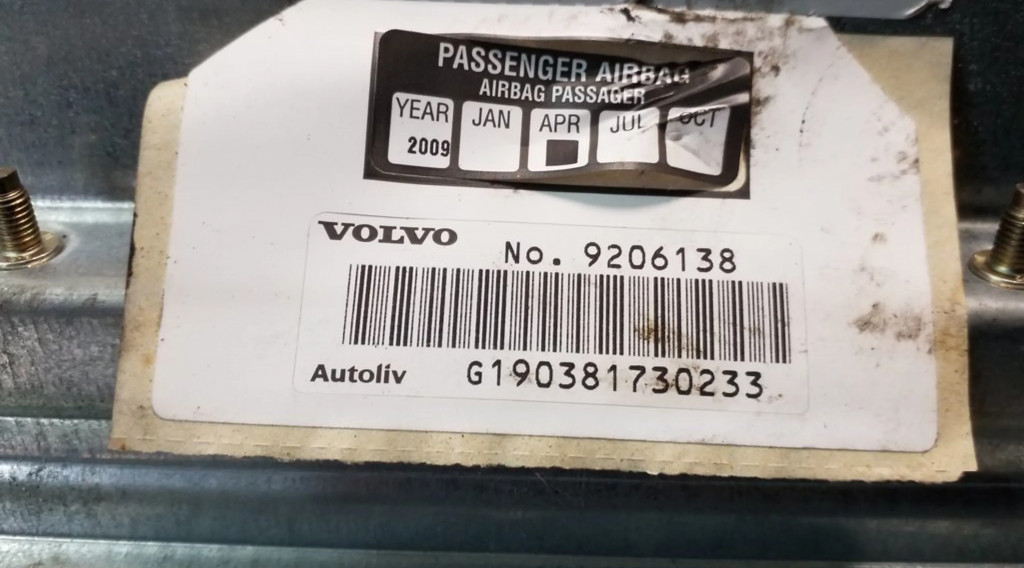 PASSENGER AIRBAG
AIRBAG PASSAGER
YEAR JAN APR JUL OCT
2009
VOLVO No. 9206138
Autoliv G190381730233